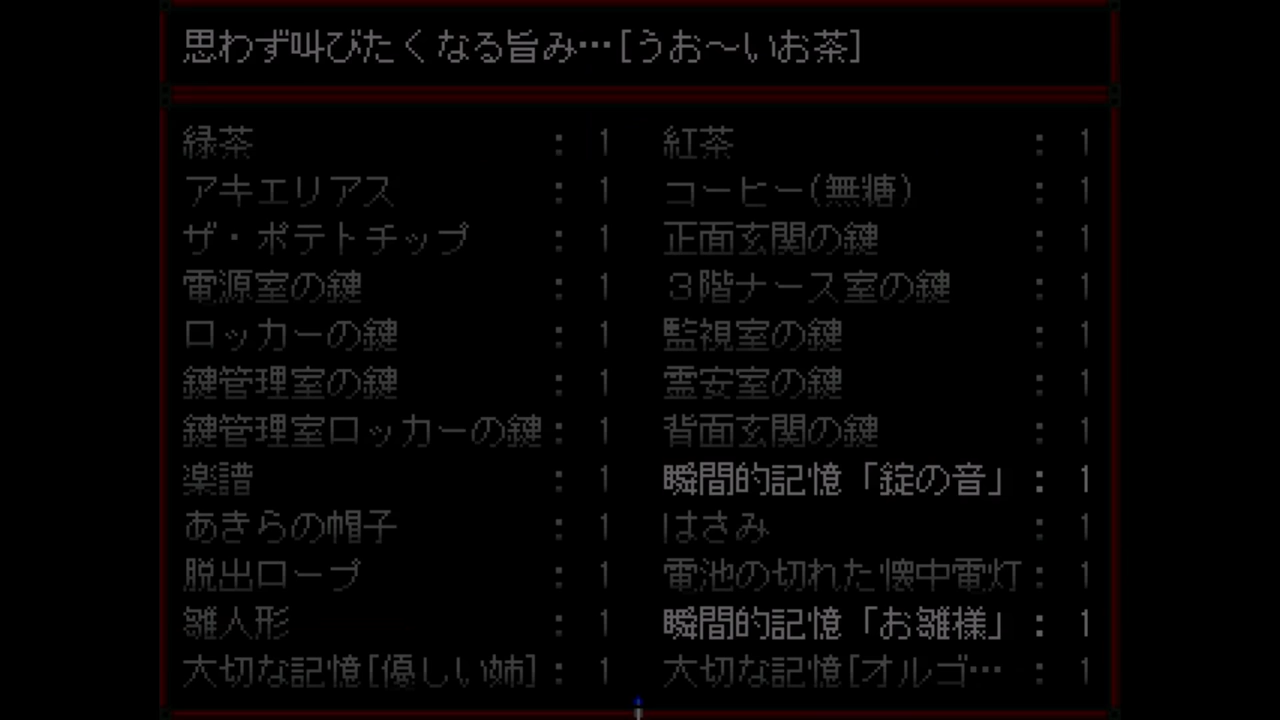 思わず叫びたくなる旨み…[うお～いお茶]
緑茶 : 1 紅茶 : 1
アキエリアス : 1 コーヒー(無糖) : 1
ザ・ポテトチップ : 1 正面玄関の鍵 : 1
電源室の鍵 : 1 ３階ナース室の鍵 : 1
ロッカーの鍵 : 1 監視室の鍵 : 1
鍵管理室の鍵 : 1 霊安室の鍵 : 1
鍵管理室ロッカーの鍵 : 1 背面玄関の鍵 : 1
楽譜 : 1 瞬間的記憶「錠の音」 : 1
あきらの帽子 : 1 はさみ : 1
脱出ロープ : 1 電池の切れた懐中電灯 : 1
雛人形 : 1 瞬間的記憶「お雛様」 : 1
大切な記憶[優しい姉] : 1 大切な記憶[オルゴ… : 1